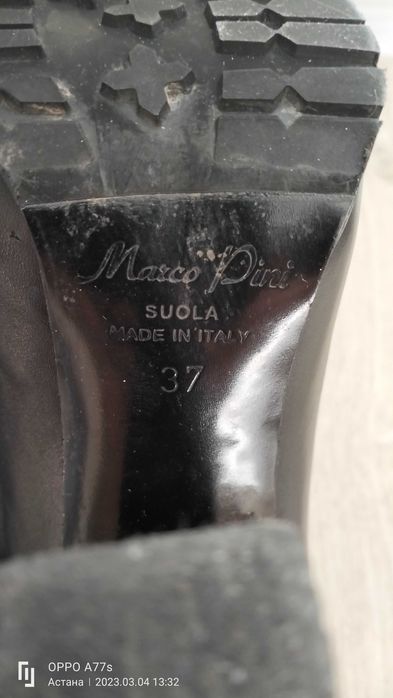 Marco Pini
SUOLA
MADE IN ITALY
37
OPPO A77s
Астана | 2023.03.04 13:32